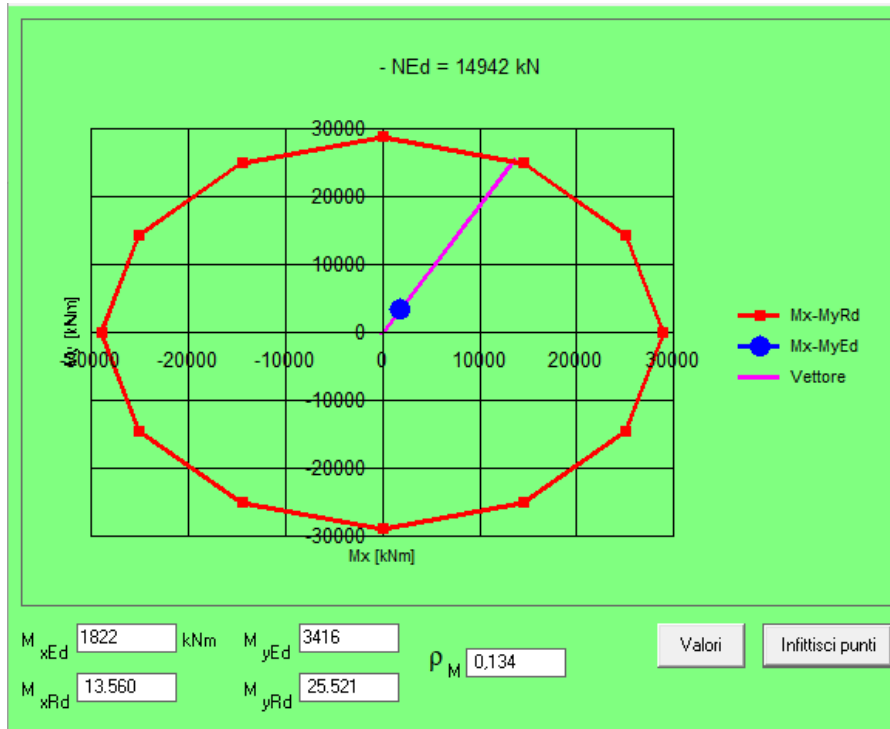 - NEd = 14942 kN
30000
20000
10000
0
-10000
-20000
-30000
-20000
-10000
0
10000
20000
30000
[kNm]
Mx [kNm]
Mx-MyRd
Mx-MyEd
Vettore
M xEd 1822 kNm M yEd 3416
ρ M 0,134
Valori
Infittisci punti
M xRd 13.560 M yRd 25.521